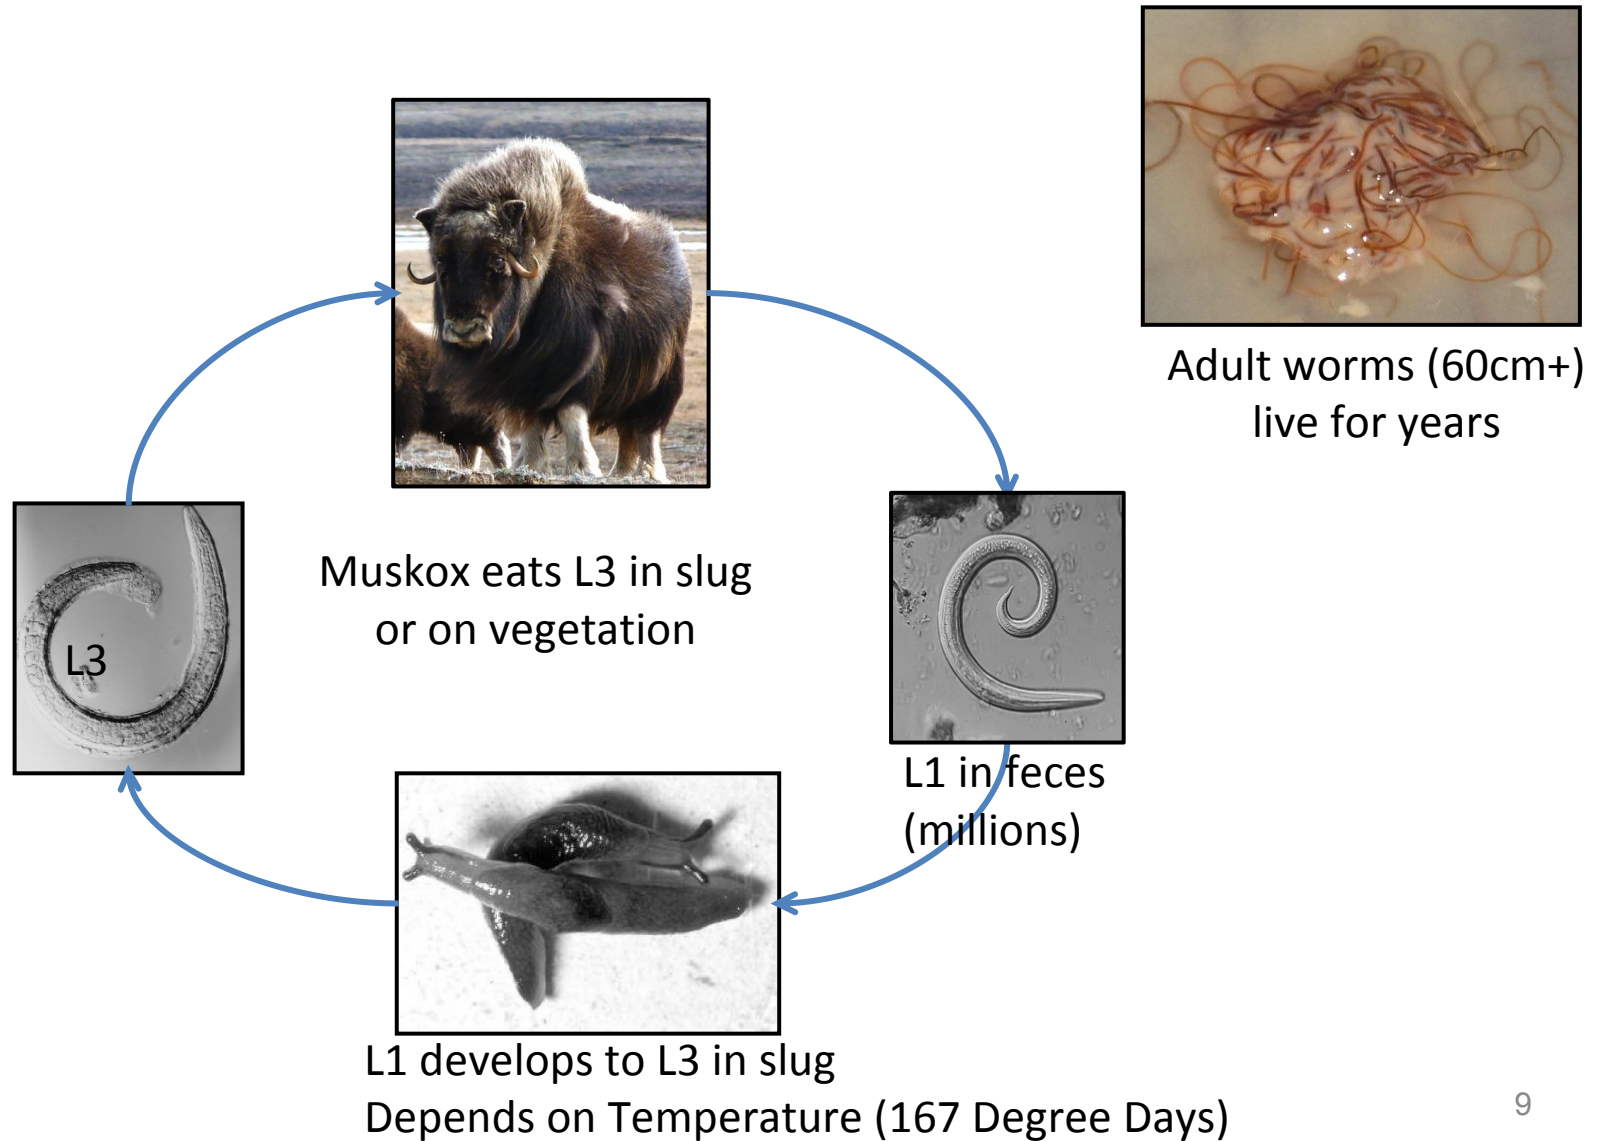 Adult worms (60cm+)
live for years
Muskox eats L3 in slug
or on vegetation
L3
L1 in feces
(millions)
L1 develops to L3 in slug
Depends on Temperature (167 Degree Days)
9